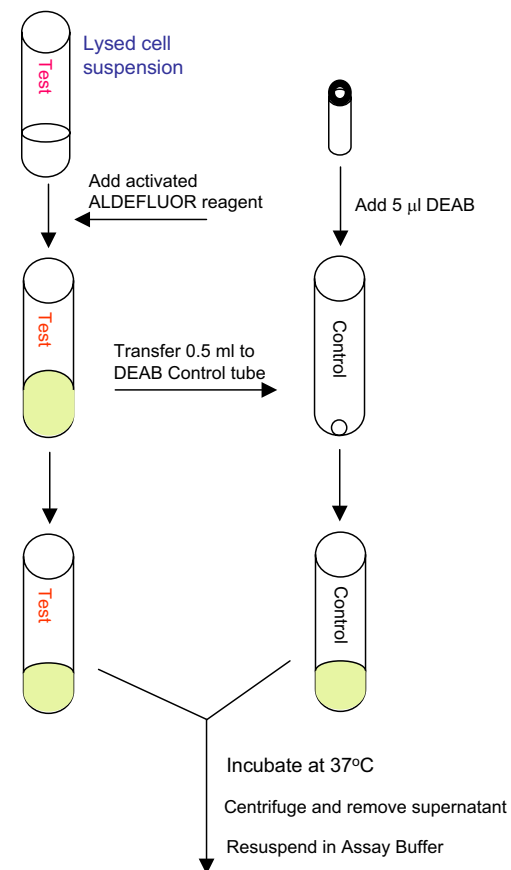 Lysed cell
suspension
Test
Add activated
ALDEFLUOR reagent
Add 5 µl DEAB
Test
Control
Transfer 0.5 ml to
DEAB Control tube
Test
Control
Incubate at 37ºC
Centrifuge and remove supernatant
Resuspend in Assay Buffer